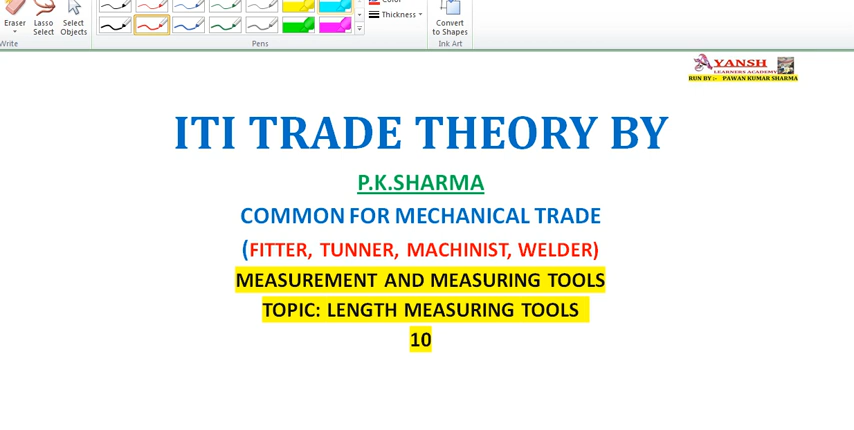 Eraser
Lasso
Select
Select
Objects
Write
Pens
Color
Thickness
Convert
to Shapes
Ink Art
AYANSH
LEARNERS ACADEMY
RUN BY :- PAWAN KUMAR SHARMA
ITI TRADE THEORY BY
P.K.SHARMA
COMMON FOR MECHANICAL TRADE
(FITTER, TUNNER, MACHINIST, WELDER)
MEASUREMENT AND MEASURING TOOLS
TOPIC: LENGTH MEASURING TOOLS
10